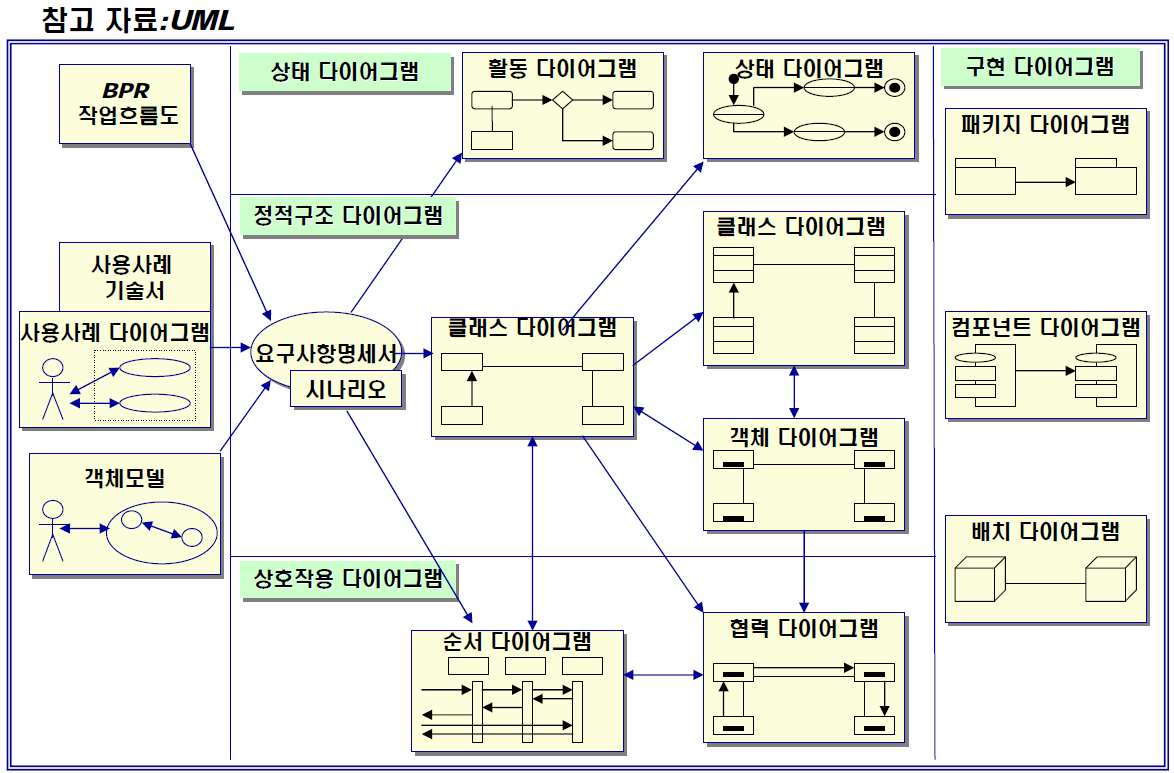 참고 자료:UML
BPR
작업흐름도
상태 다이어그램
활동 다이어그램
상태 다이어그램
구현 다이어그램
패키지 다이어그램
정적구조 다이어그램
클래스 다이어그램
사용사례
기술서
사용사례 다이어그램
요구사항명세서
시나리오
클래스 다이어그램
컴포넌트 다이어그램
객체 다이어그램
객체모델
배치 다이어그램
상호작용 다이어그램
순서 다이어그램
협력 다이어그램